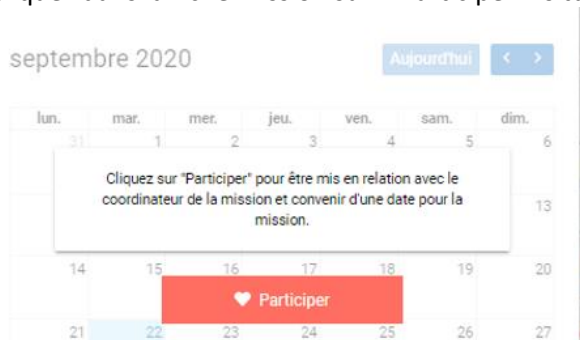 septembre 2020 Aujourd'hui < >
lun. mar. mer. jeu. ven. sam. dim.
31 1 2 3 4 5 6
Cliquez sur "Participer" pour être mis en relation avec le
coordinateur de la mission et convenir d'une date pour la
mission.
13
14 15 16 17 18 19 20
Participer
21 22 23 24 25 26 27